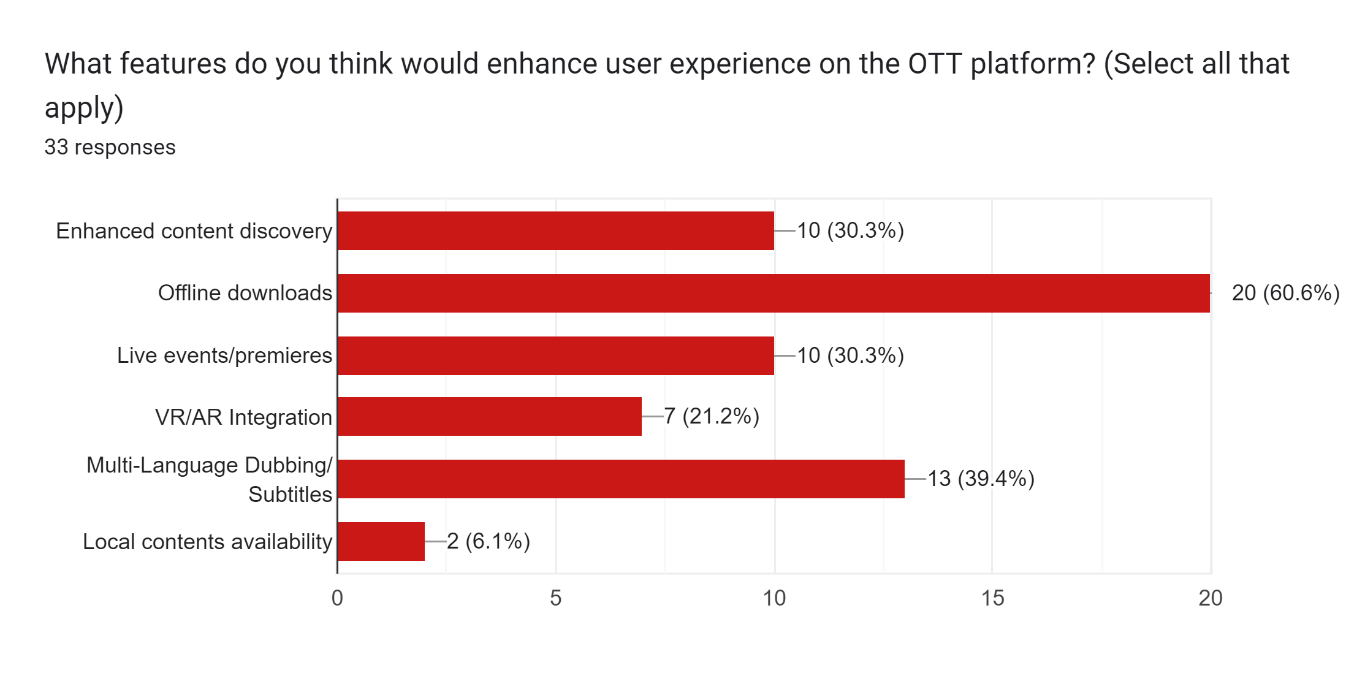 What features do you think would enhance user experience on the OTT platform? (Select all that
apply)
33 responses
Enhanced content discovery
10 (30.3%)
Offline downloads
20 (60.6%)
Live events/premieres
10 (30.3%)
VR/AR Integration
7 (21.2%)
Multi-Language Dubbing/
Subtitles
13 (39.4%)
Local contents availability
2 (6.1%)
0 5 10 15 20